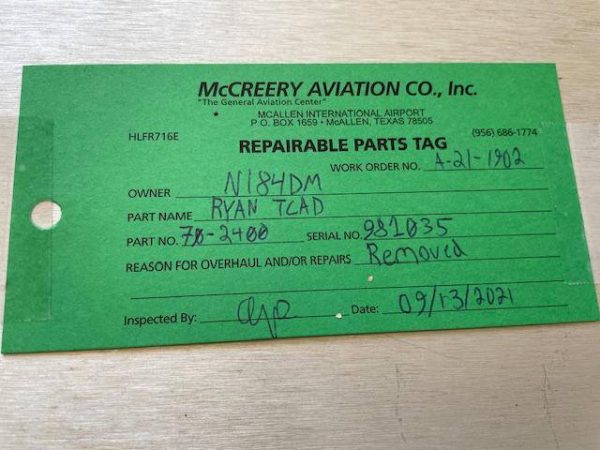 McCREERY AVIATION CO., Inc.
"The General Aviation Center"
MCALLEN INTERNATIONAL AIRPORT
P.O. BOX 1659 • McALLEN, TEXAS 78505
HLFR716E
(956) 686-1774
REPAIRABLE PARTS TAG
WORK ORDER NO. A-21-1902
OWNER N184DM
PART NAME RYAN TCAD
PART NO. 70-2400 SERIAL NO. 981035
REASON FOR OVERHAUL AND/OR REPAIRS Removed
Inspected By: Date: 09/13/2021